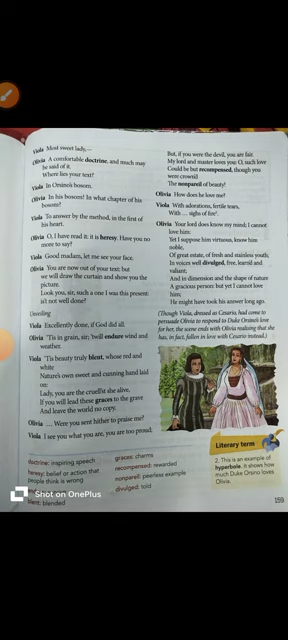 Viola Most sweet lady,—
Olivia A comfortable doctrine, and much may
be said of it.
Where lies your text?
Viola In Orsino's bosom.
Olivia In his bosom! In what chapter of his
bosom?
Viola To answer by the method, in the first of
his heart.
Olivia O, I have read it: it is heresy. Have you no
more to say?
Viola Good madam, let me see your face.
Olivia You are now out of your text: but
we will draw the curtain and show you the
picture.
Look you, sir, such a one I was this present:
is't not well done?
Unveiling
Viola Excellently done, if God did all.
Olivia 'Tis in grain, sir; 'twill endure wind and
weather.
Viola 'Tis beauty truly blent, whose red and
white
Nature's own sweet and cunning hand laid
on:
Lady, you are the cruell'st she alive,
If you will lead these graces to the grave
And leave the world no copy.
Olivia .... Were you sent hither to praise me?
Viola I see you what you are, you are too proud;
doctrine: inspiring speech
heresy: belief or action that
people think is wrong
blent: blended
graces: charms
recompensed: rewarded
nonpareil: peerless example
divulged: told
But, if you were the devil, you are fair.
My lord and master loves you: O, such love
Could be but recompensed, though you
were crown'd
The nonpareil of beauty!
Olivia How does he love me?
Viola With adorations, fertile tears,
With ... sighs of fire².
Olivia Your lord does know my mind; I cannot
love him:
Yet I suppose him virtuous, know him
noble,
Of great estate, of fresh and stainless youth;
In voices well divulged, free, learn'd and
valiant;
And in dimension and the shape of nature
A gracious person: but yet I cannot love
him;
He might have took his answer long ago.
(Though Viola, dressed as Cesario, had come to
persuade Olivia to respond to Duke Orsino's love
for her, the scene ends with Olivia realizing that she
has, in fact, fallen in love with Cesario instead.)
Literary term
2. This is an example of
hyperbole. It shows how
much Duke Orsino loves
Olivia.
159
Shot on OnePlus